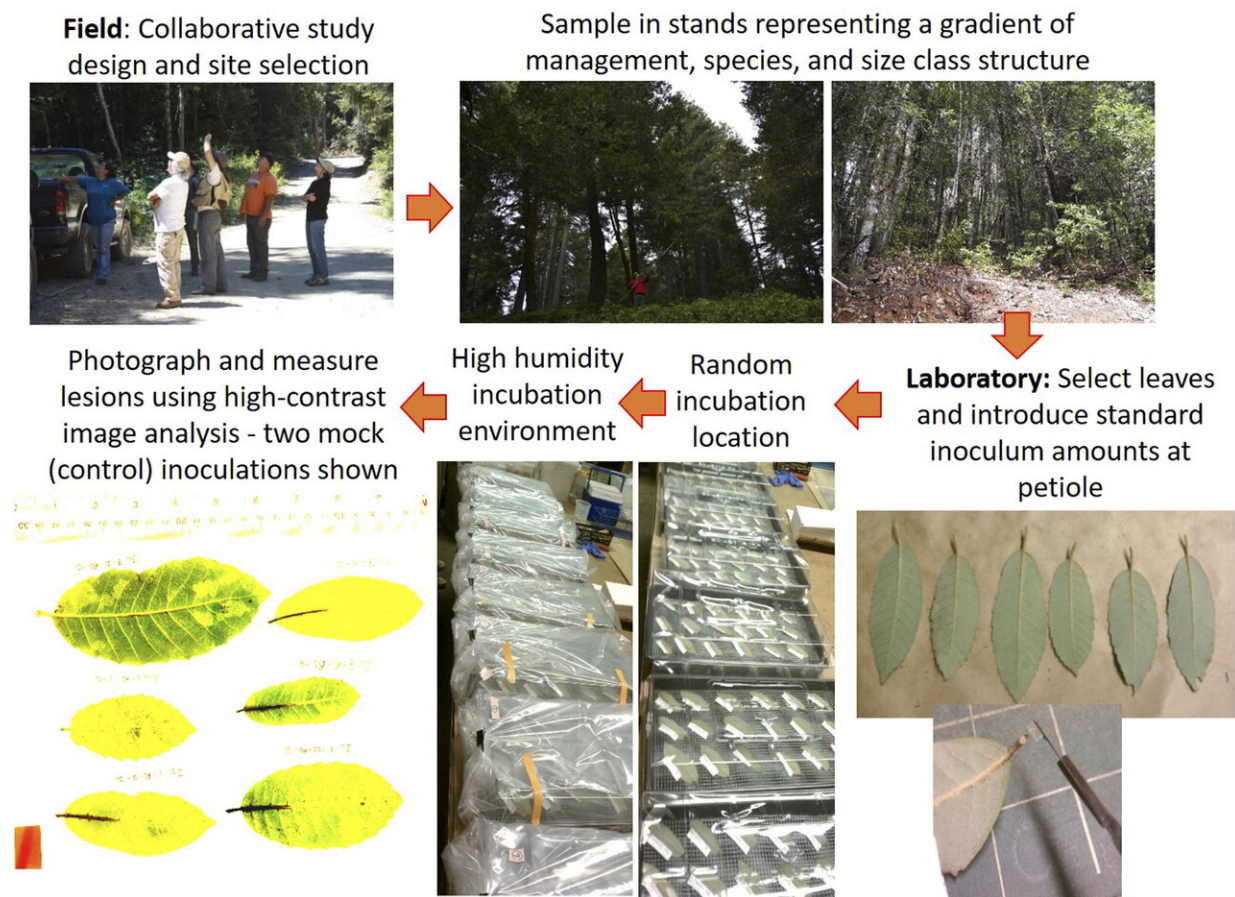 Field: Collaborative study
design and site selection
Sample in stands representing a gradient of
management, species, and size class structure
Laboratory: Select leaves
and introduce standard
inoculum amounts at
petiole
Random
incubation
location
High humidity
incubation
environment
Photograph and measure
lesions using high-contrast
image analysis - two mock
(control) inoculations shown